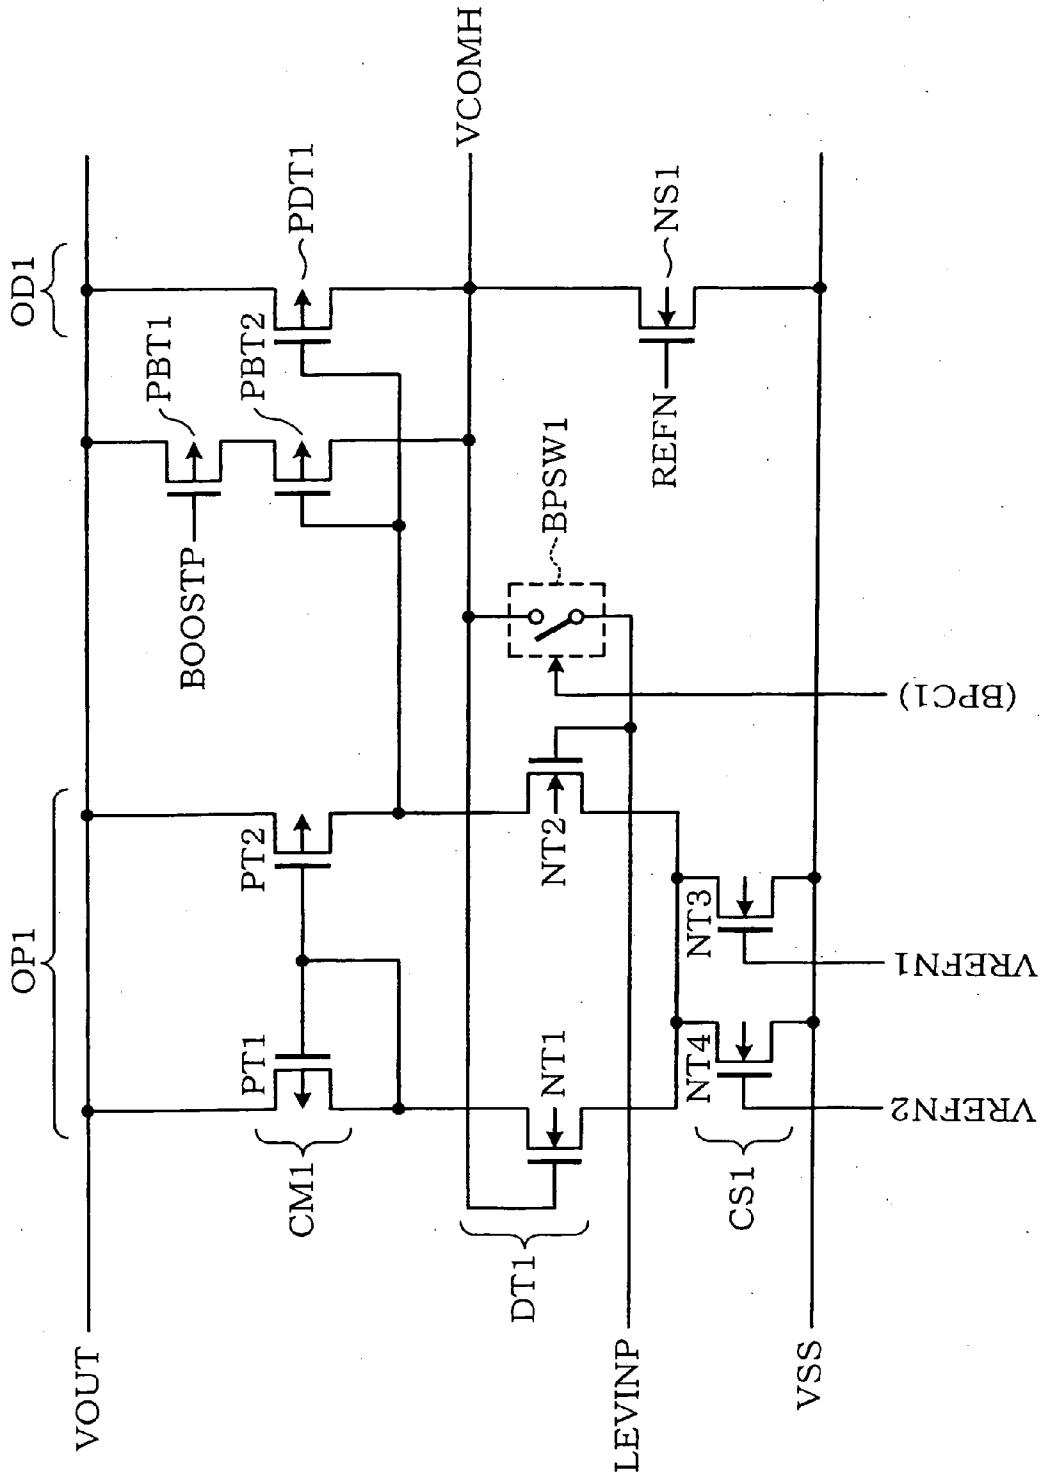 OP1
OD1
VOUT
PBT1
BOOSTP
PBT2
PDT1
PT1
PT2
CM1
VCOMH
DT1
NT1
NT2
BPSW1
LEVINP
REFN
NS1
NT4
NT3
CS1
VSS
VREFN2
VREFN1
(BPC1)